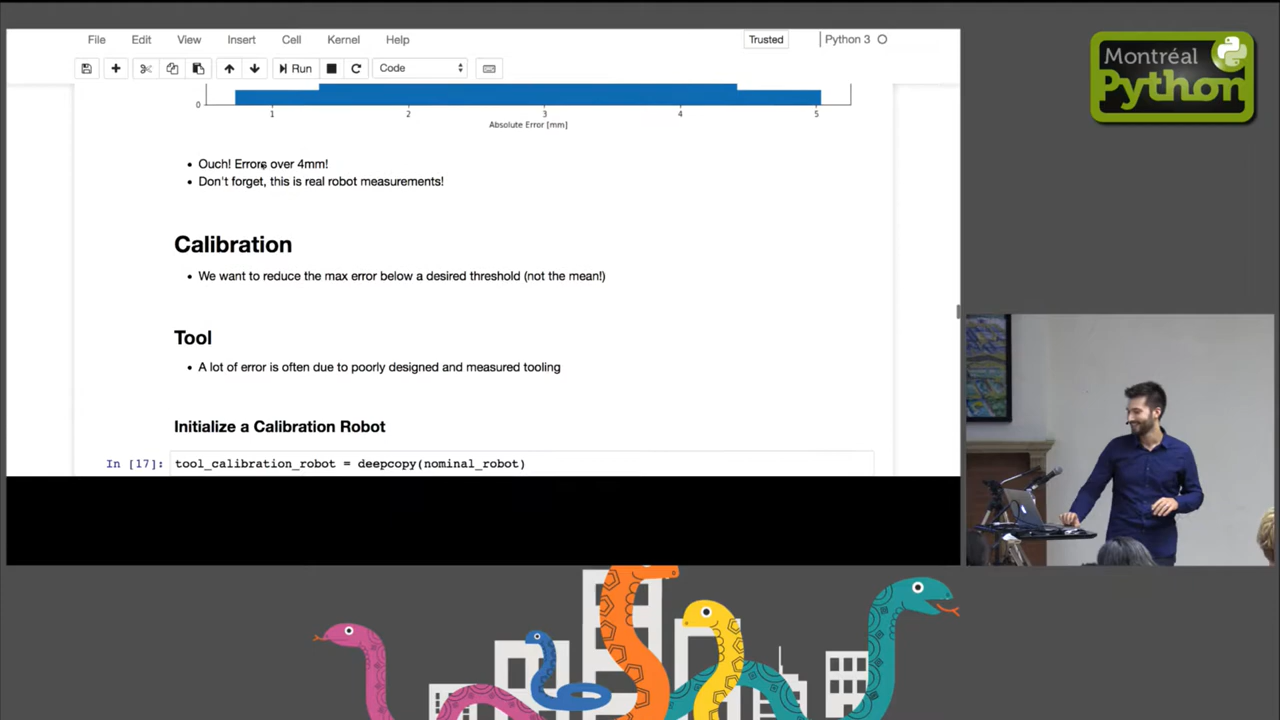 File Edit View Insert Cell Kernel Help Trusted Python 3
Run Code
0
1 2 3 4 5
Absolute Error [mm]
Ouch! Errors over 4mm!
Don't forget, this is real robot measurements!
Calibration
We want to reduce the max error below a desired threshold (not the mean!)
Tool
A lot of error is often due to poorly designed and measured tooling
Initialize a Calibration Robot
In [17]: tool_calibration_robot = deepcopy(nominal_robot)
Montréal
Python